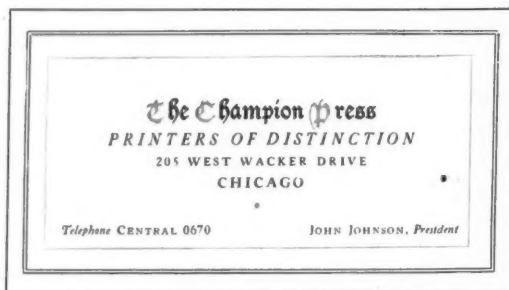 The Champion Press
PRINTERS OF DISTINCTION
205 WEST WACKER DRIVE
CHICAGO
Telephone CENTRAL 0670 JOHN JOHNSON, President